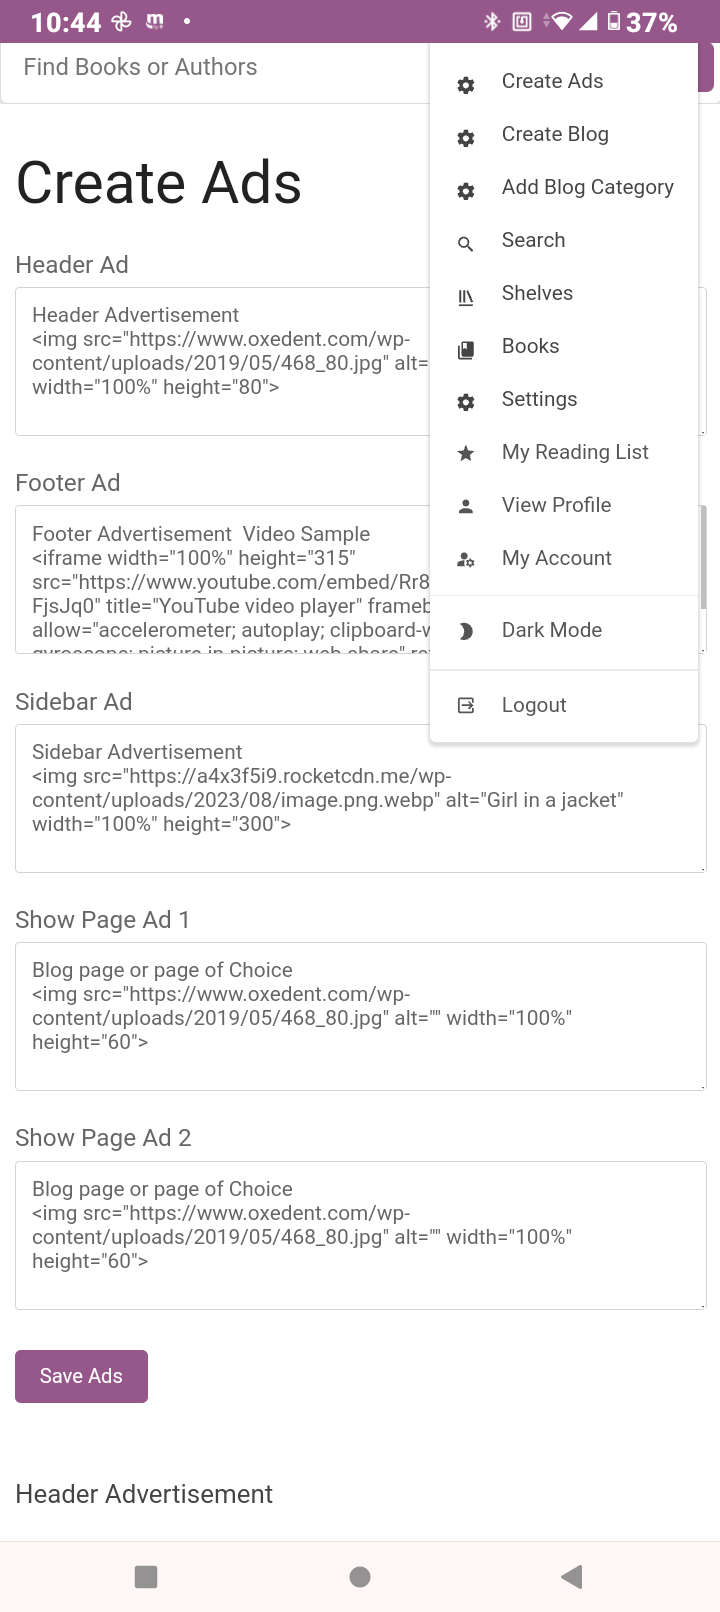 10:44
37%
Find Books or Authors
Create Ads
Create Blog
Add Blog Category
Search
Shelves
Books
Settings
My Reading List
View Profile
My Account
Dark Mode
Logout
Create Ads
Header Ad
Header Advertisement
<img src="https://www.oxedent.com/wp-
content/uploads/2019/05/468_80.jpg" alt=
width="100%" height="80">
Footer Ad
Footer Advertisement  Video Sample
<iframe width="100%" height="315"
src="https://www.youtube.com/embed/Rr8
FjsJq0" title="YouTube video player" frameb
allow="accelerometer; autoplay; clipboard-w
gyroscope; picture-in-picture; web-share"
Sidebar Ad
Sidebar Advertisement
<img src="https://a4x3f5i9.rocketcdn.me/wp-
content/uploads/2023/08/image.png.webp" alt="Girl in a jacket"
width="100%" height="300">
Show Page Ad 1
Blog page or page of Choice
<img src="https://www.oxedent.com/wp-
content/uploads/2019/05/468_80.jpg" alt="" width="100%"
height="60">
Show Page Ad 2
Blog page or page of Choice
<img src="https://www.oxedent.com/wp-
content/uploads/2019/05/468_80.jpg" alt="" width="100%"
height="60">
Save Ads
Header Advertisement